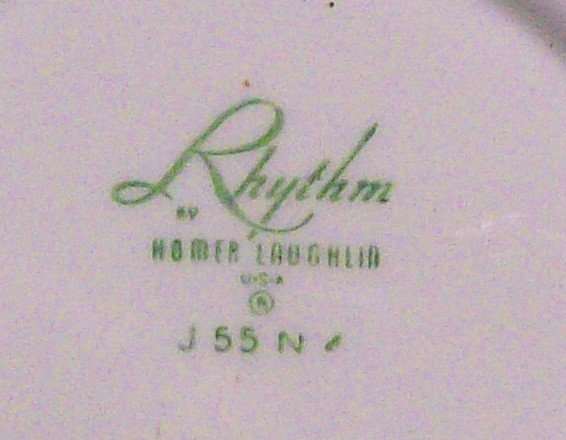 Rhythm
BY
HOMER LAUGHLIN
U·S·A
®
J 55 N